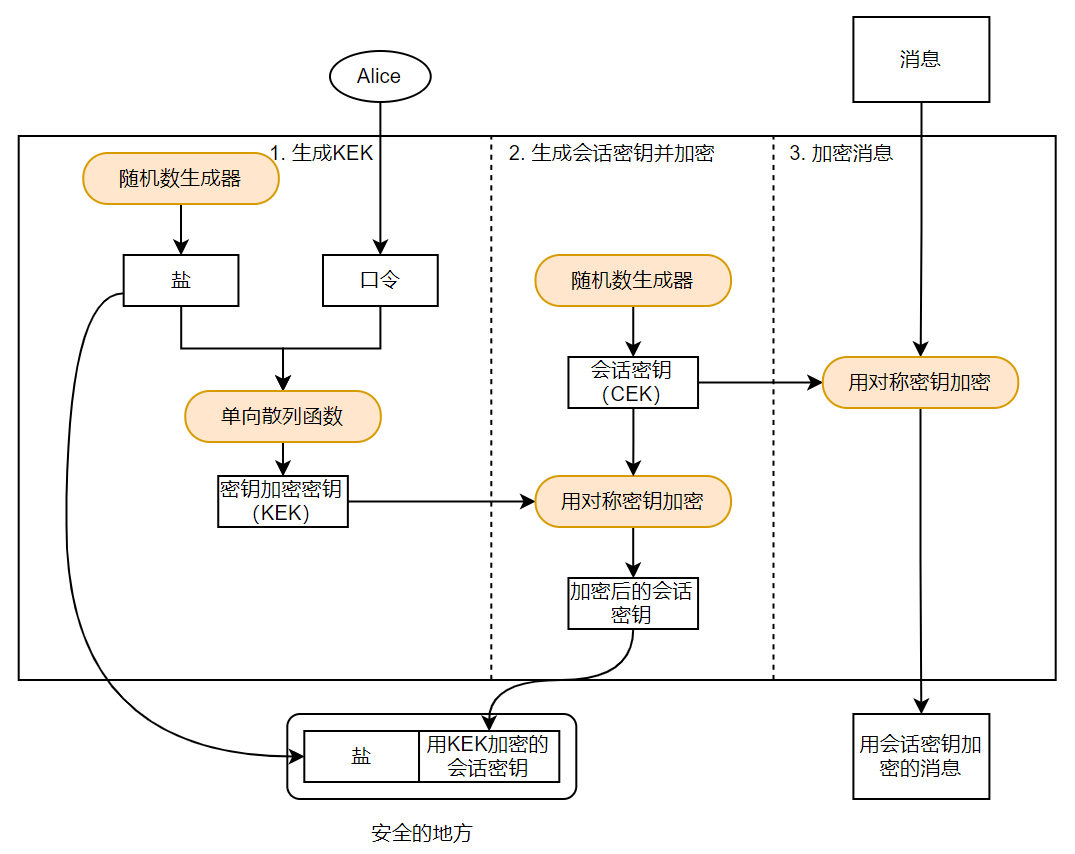 Alice
消息
1. 生成KEK
2. 生成会话密钥并加密
3. 加密消息
随机数生成器
盐
口令
随机数生成器
会话密钥
（CEK）
用对称密钥加密
单向散列函数
密钥加密密钥
（KEK）
用对称密钥加密
加密后的会话
密钥
盐
用KEK加密的
会话密钥
用会话密钥加
密的消息
安全的地方